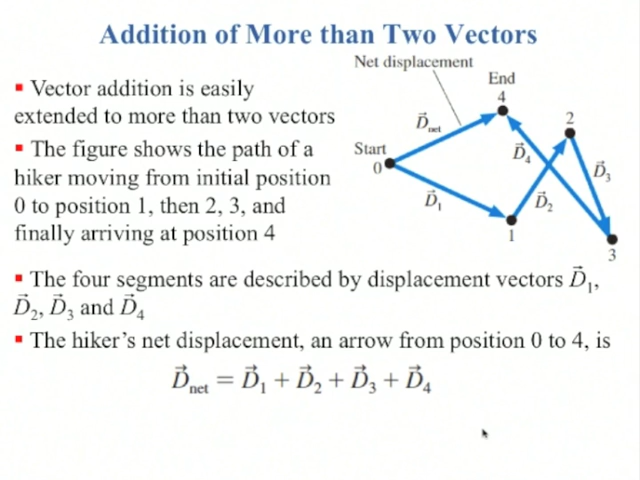 Addition of More than Two Vectors
▪ Vector addition is easily
extended to more than two vectors
▪ The figure shows the path of a
hiker moving from initial position
0 to position 1, then 2, 3, and
finally arriving at position 4
Net displacement
End
4
2
D⃗net
Start
0
D⃗4
D⃗3
D⃗1
D⃗2
1
3
▪ The four segments are described by displacement vectors D⃗1,
D⃗2, D⃗3 and D⃗4
▪ The hiker's net displacement, an arrow from position 0 to 4, is
D⃗net = D⃗1 + D⃗2 + D⃗3 + D⃗4